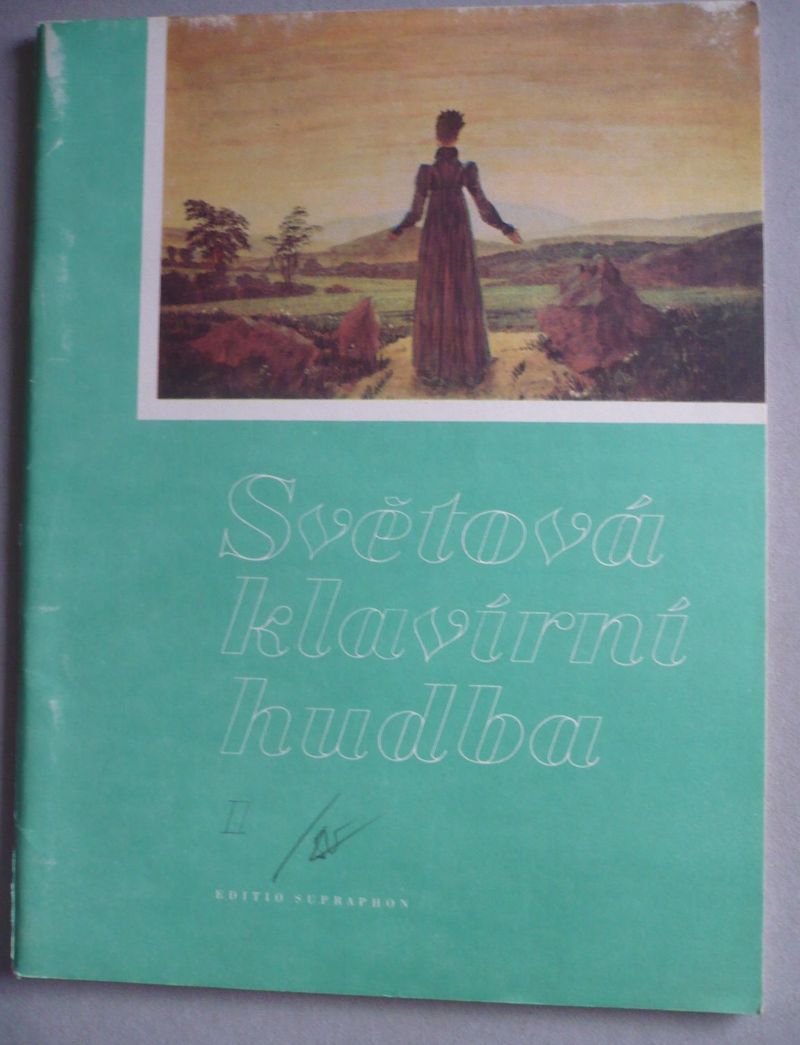 Světová
klavírní
hudba
II
EDITIO SUPRAPHON